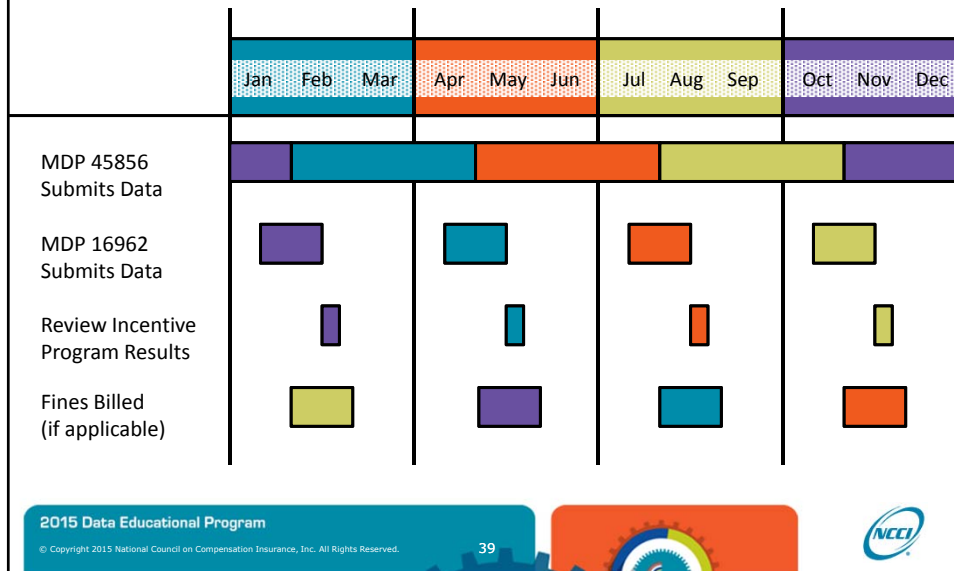 Jan Feb Mar Apr May Jun Jul Aug Sep Oct Nov Dec
MDP 45856
Submits Data
MDP 16962
Submits Data
Review Incentive
Program Results
Fines Billed
(if applicable)
2015 Data Educational Program
© Copyright 2015 National Council on Compensation Insurance, Inc. All Rights Reserved.
39
NCCI